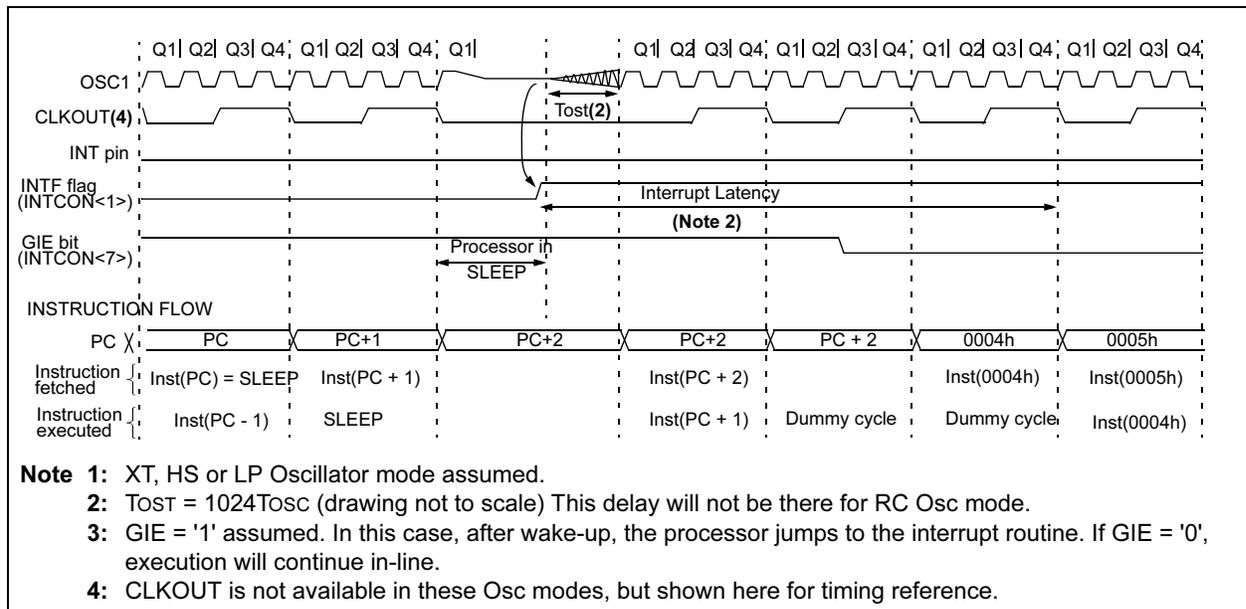 Q1| Q2| Q3| Q4 Q1| Q2| Q3| Q4 Q1| Q1| Q2| Q3| Q4 Q1| Q2| Q3| Q4 Q1| Q2| Q3| Q4 Q1| Q2| Q3| Q4
OSC1
TOST(2)
CLKOUT(4)
INT pin
INTF flag
(INTCON<1>)
Interrupt Latency
(Note 2)
GIE bit
(INTCON<7>)
Processor in
SLEEP
INSTRUCTION FLOW
PC PC PC+1 PC+2 PC+2 PC + 2 0004h 0005h
Instruction
fetched
Inst(PC) = SLEEP Inst(PC + 1) Inst(PC + 2) Inst(0004h) Inst(0005h)
Instruction
executed
Inst(PC - 1) SLEEP Inst(PC + 1) Dummy cycle Dummy cycle Inst(0004h)
Note 1: XT, HS or LP Oscillator mode assumed.
2: TOST = 1024TOSC (drawing not to scale) This delay will not be there for RC Osc mode.
3: GIE = '1' assumed. In this case, after wake-up, the processor jumps to the interrupt routine. If GIE = '0',
execution will continue in-line.
4: CLKOUT is not available in these Osc modes, but shown here for timing reference.